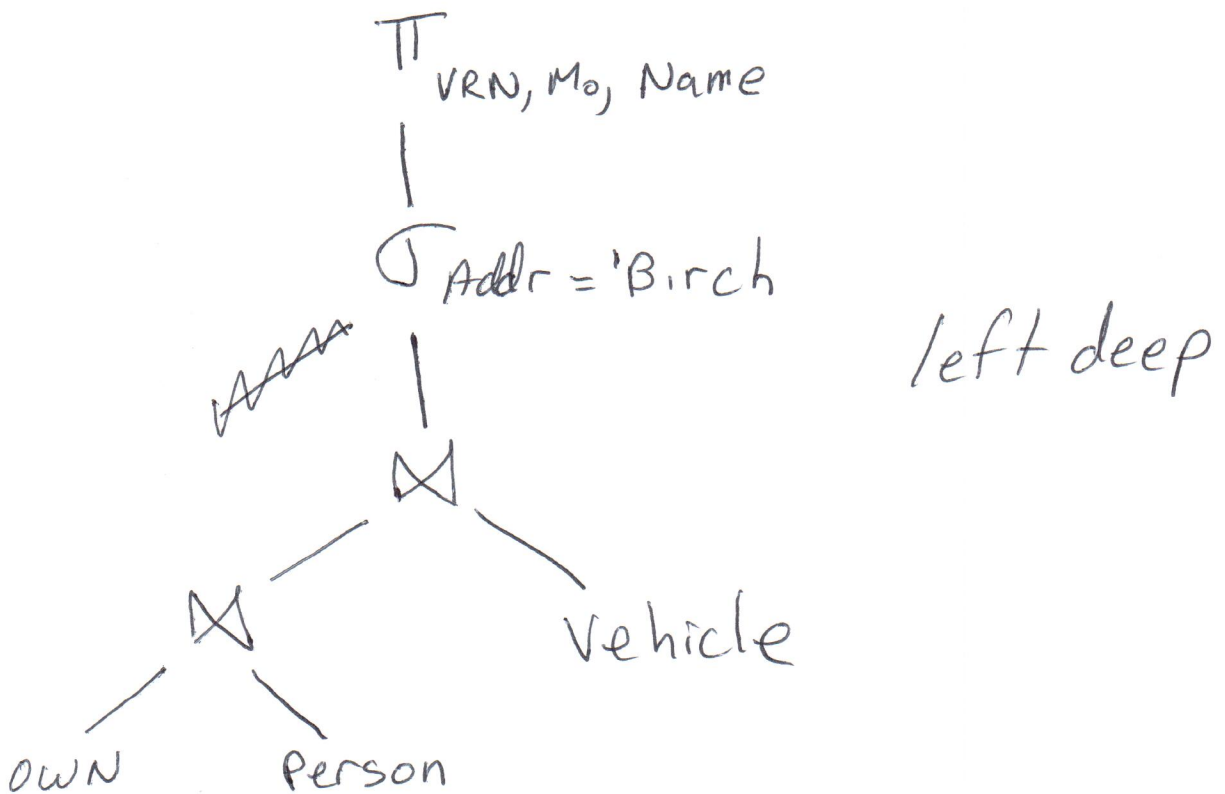 π VRN, Mo, Name
σ Addr = 'Birch
left deep
⋈
⋈
Vehicle
OWN Person